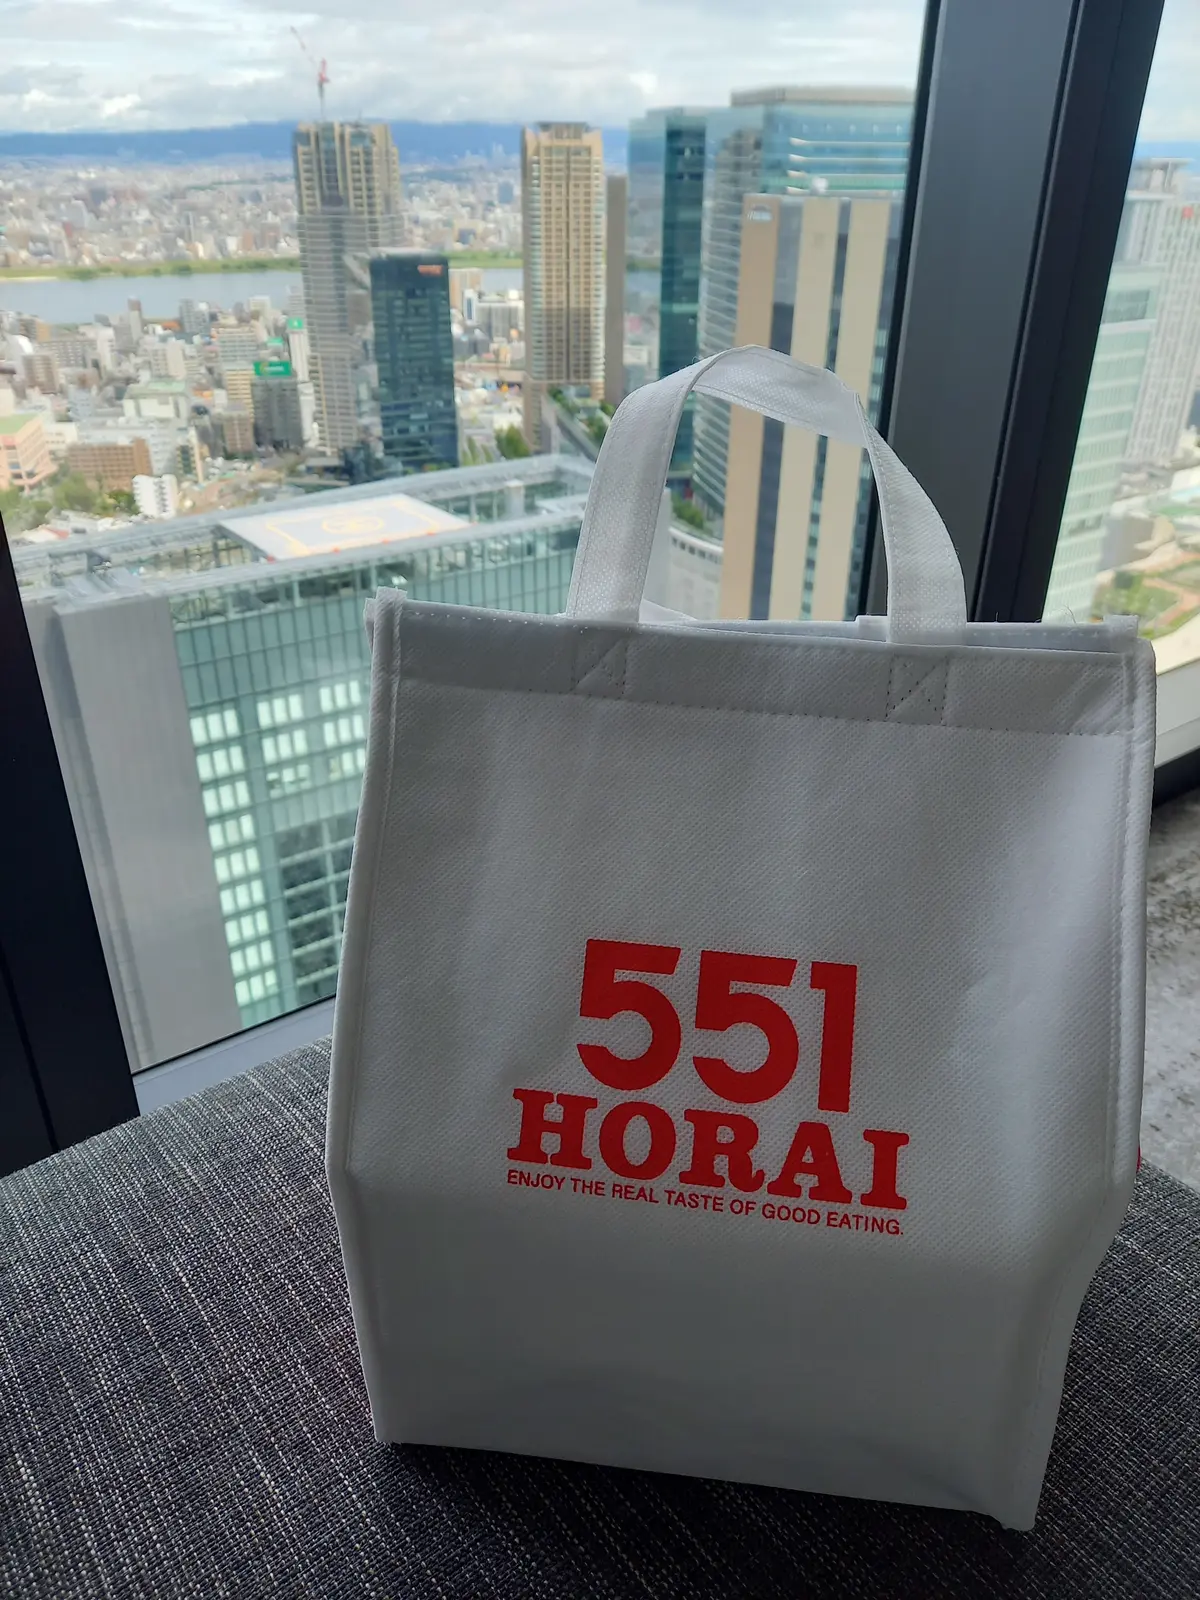 551
HORAI
ENJOY THE REAL TASTE OF GOOD EATING.